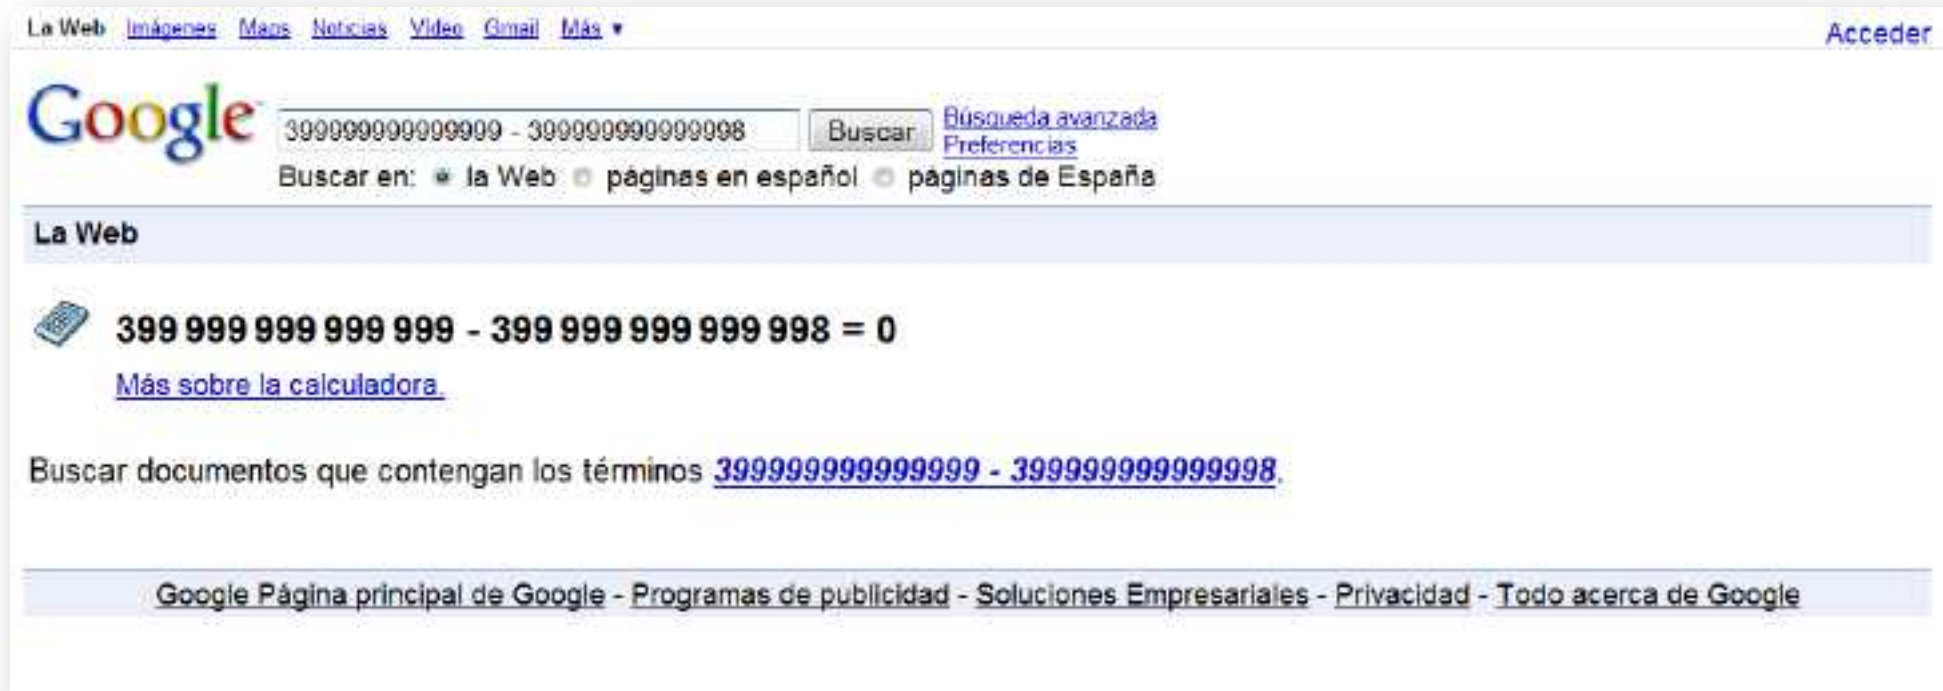 La Web Imágenes Maps Noticias Vídeo Gmail Más ▼ Acceder
Google 399999999999999 - 399999999999998 Buscar Búsqueda avanzada
Preferencias
Buscar en: la Web páginas en español páginas de España
La Web
399 999 999 999 999 - 399 999 999 999 998 = 0
Más sobre la calculadora.
Buscar documentos que contengan los términos 399999999999999 - 399999999999998.
Google Página principal de Google - Programas de publicidad - Soluciones Empresariales - Privacidad - Todo acerca de Google